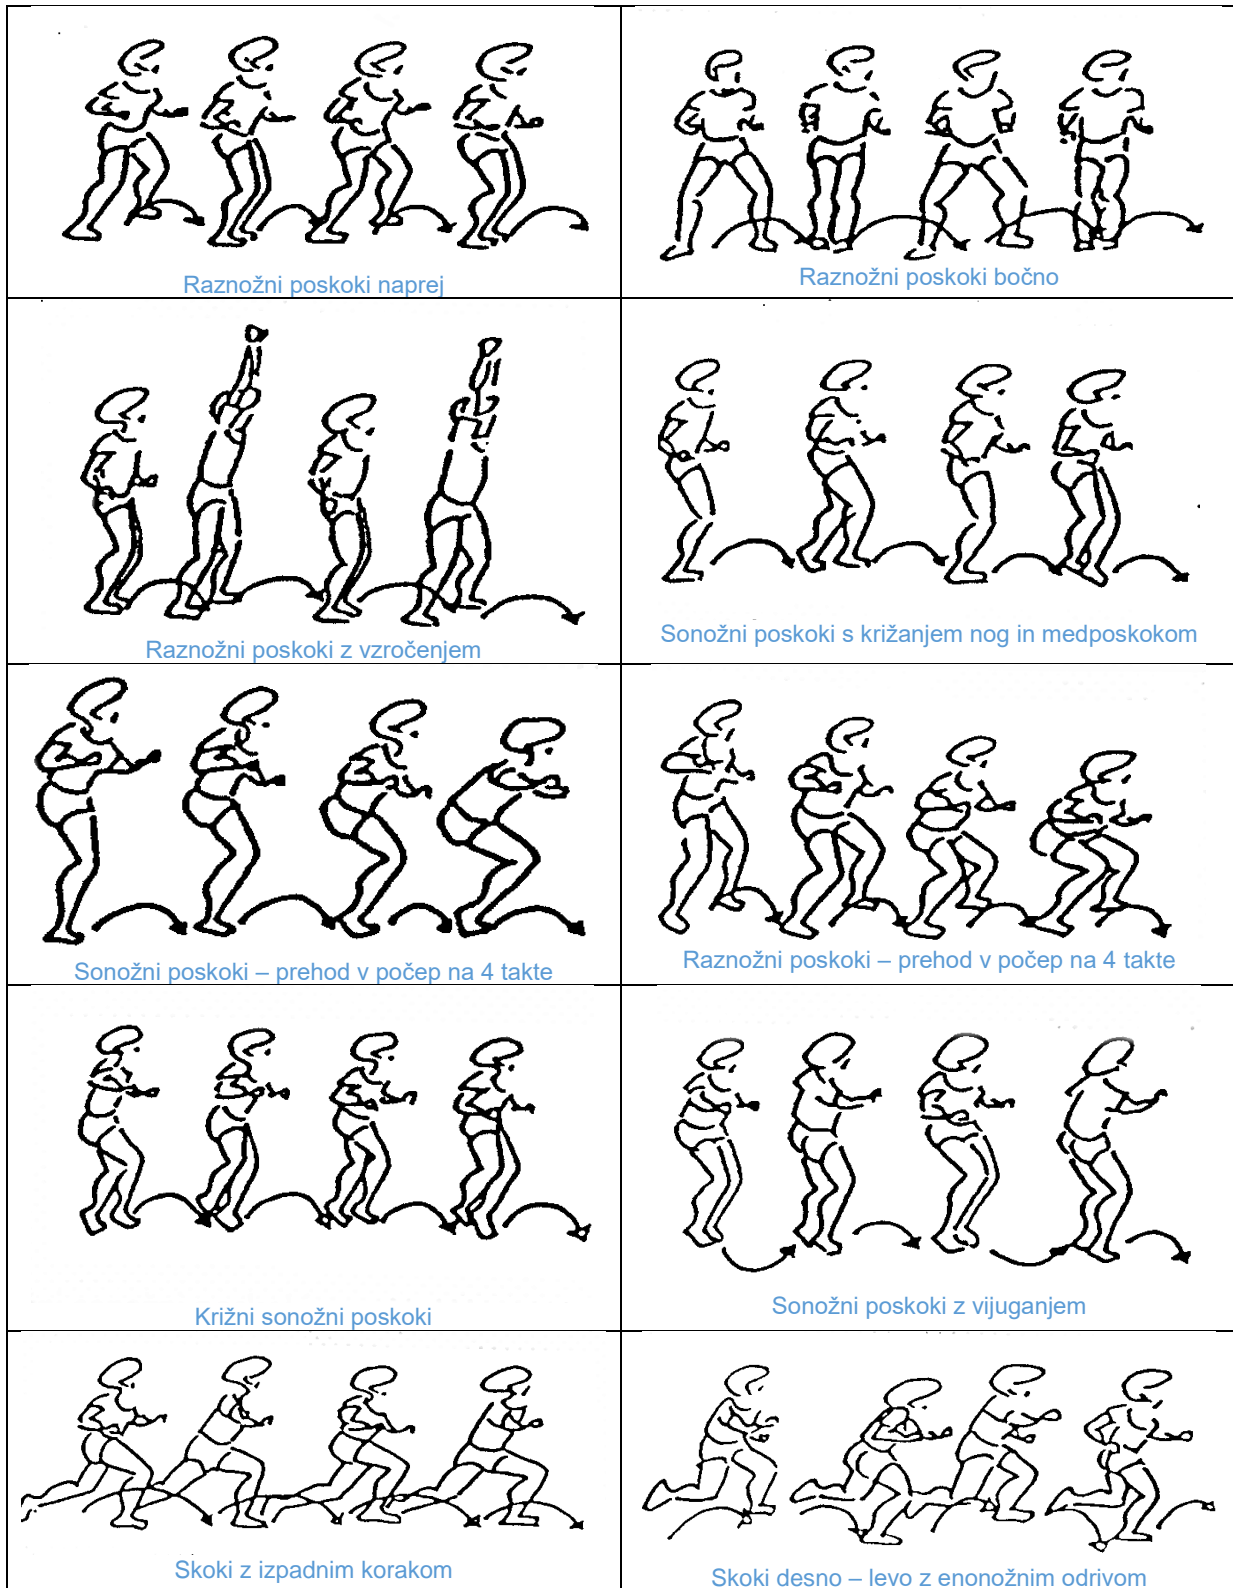 Raznožni poskoki naprej
Raznožni poskoki bočno
Raznožni poskoki z vzročenjem
Sonožni poskoki s križanjem nog in medposkokom
Sonožni poskoki – prehod v počep na 4 takte
Raznožni poskoki – prehod v počep na 4 takte
Križni sonožni poskoki
Sonožni poskoki z vijuganjem
Skoki z izpadnim korakom
Skoki desno – levo z enonožnim odrivom